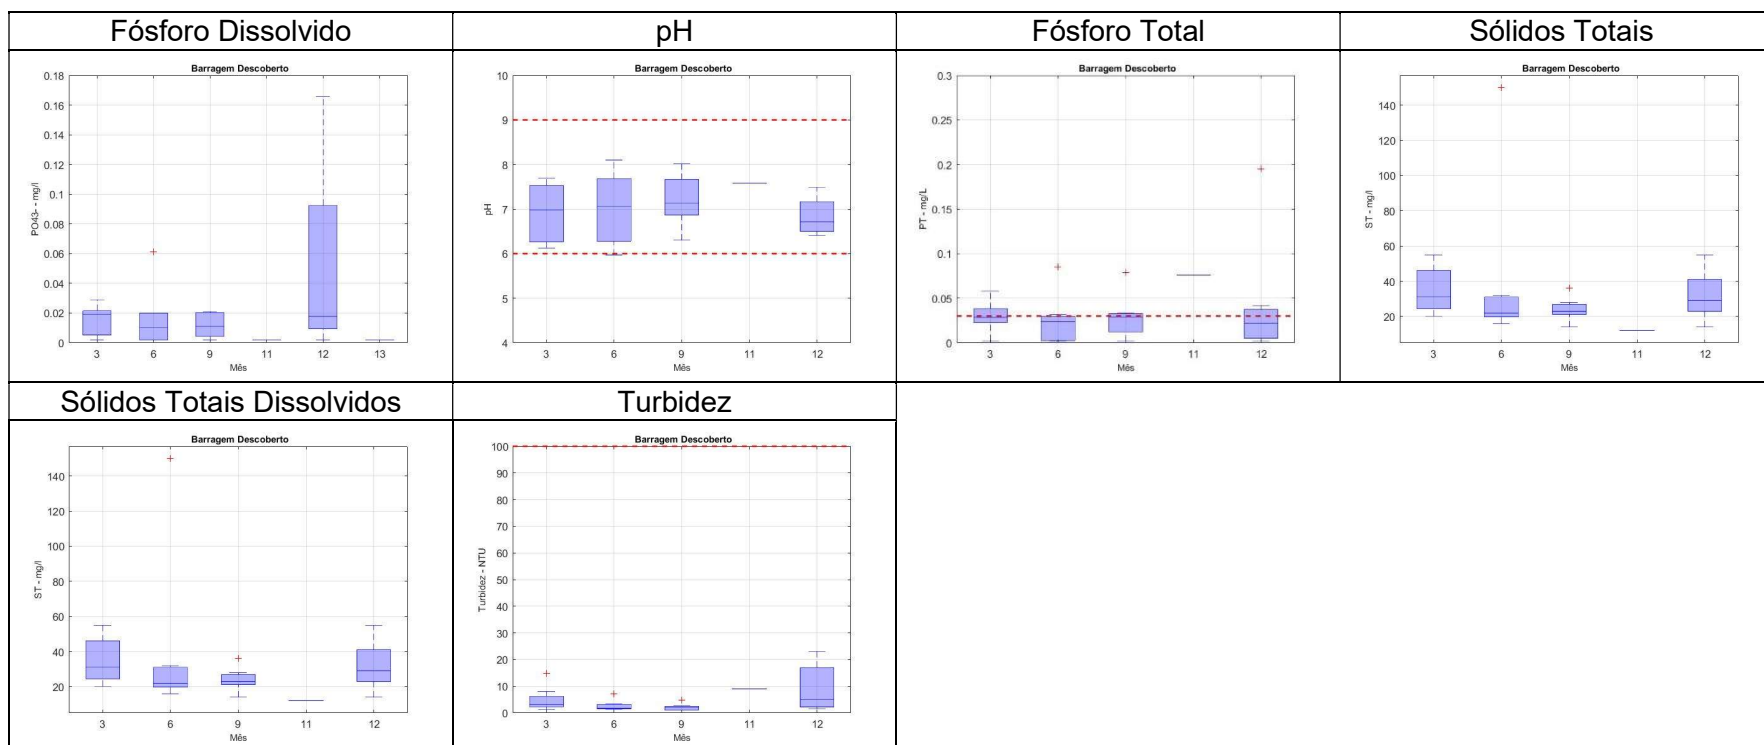 Fósforo Dissolvido
pH
Fósforo Total
Sólidos Totais
Barragem Descoberto
0.18
0.16
0.14
0.12
0.1
0.08
0.06
0.04
0.02
0
PO43- - mg/l
3 6 9 11 12 13
Mês
Barragem Descoberto
10
9
8
7
6
5
4
pH
3 6 9 11 12
Mês
Barragem Descoberto
0.3
0.25
0.2
0.15
0.1
0.05
0
PT - mg/L
3 6 9 11 12
Mês
Barragem Descoberto
140
120
100
80
60
40
20
ST - mg/l
3 6 9 11 12
Mês
Sólidos Totais Dissolvidos
Turbidez
Barragem Descoberto
140
120
100
80
60
40
20
ST - mg/l
3 6 9 11 12
Mês
Barragem Descoberto
100
90
80
70
60
50
40
30
20
10
0
Turbidez - NTU
3 6 9 11 12
Mês